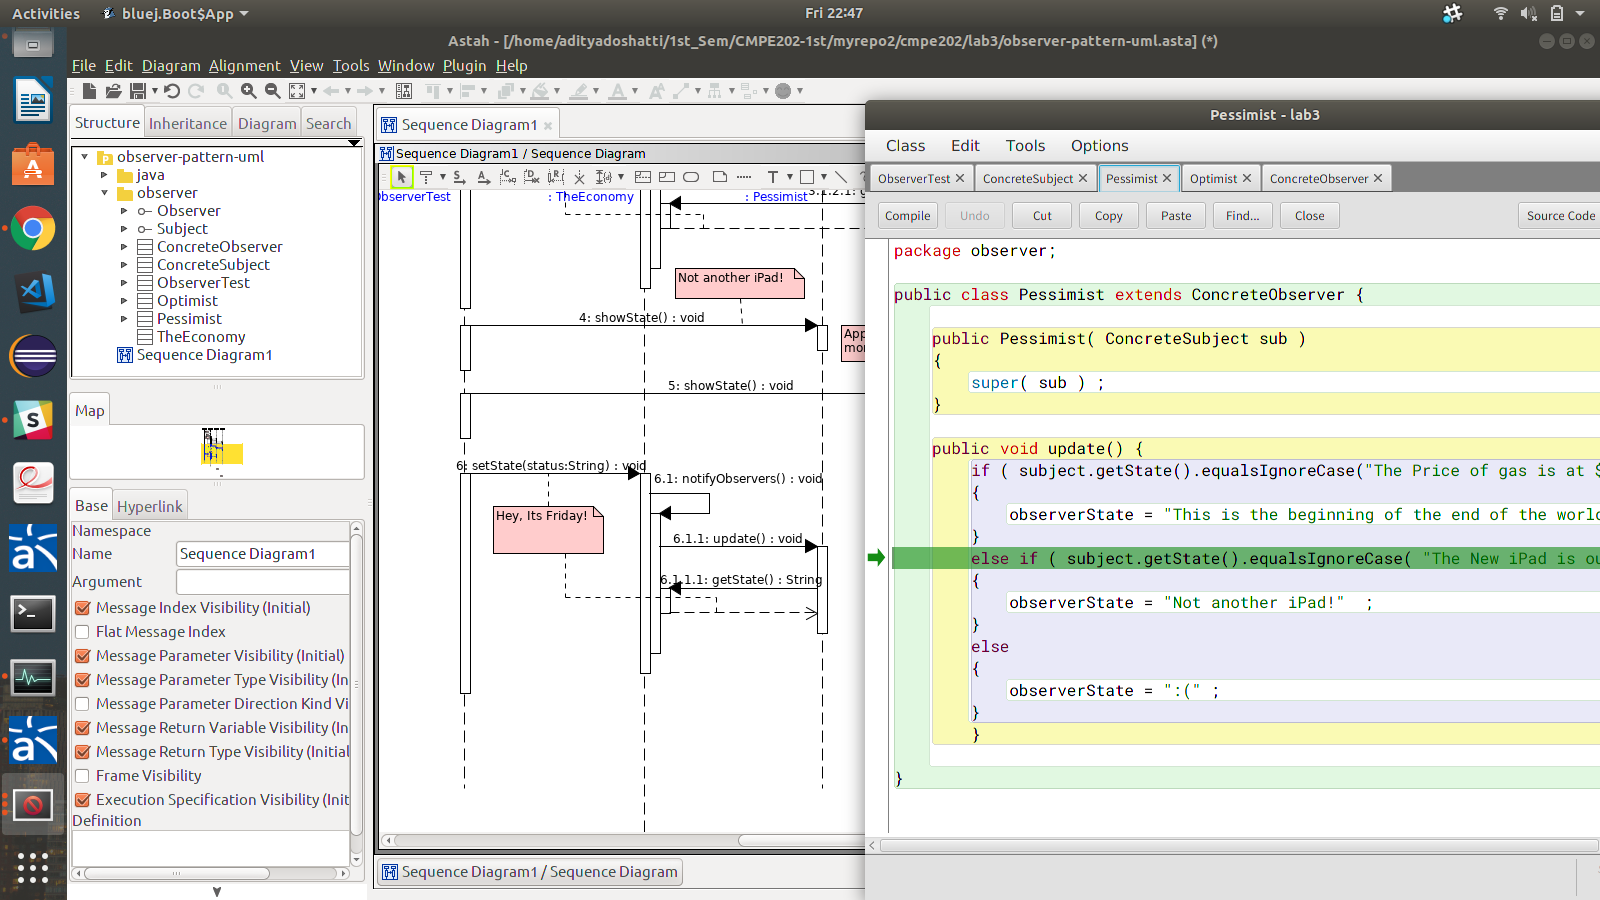 Activities
bluej.Boot$App
Fri 22:47
Astah - [/home/adityadoshatti/1st_Sem/CMPE202-1st/myrepo2/cmpe202/lab3/observer-pattern-uml.asta] (*)
File Edit Diagram Alignment View Tools Window Plugin Help
Structure Inheritance Diagram Search
observer-pattern-uml
java
observer
Observer
Subject
ConcreteObserver
ConcreteSubject
ObserverTest
Optimist
Pessimist
TheEconomy
Sequence Diagram1
Map
Base Hyperlink
Namespace
Name Sequence Diagram1
Argument
Message Index Visibility (Initial)
Flat Message Index
Message Parameter Visibility (Initial)
Message Parameter Type Visibility (In
Message Parameter Direction Kind Vi
Message Return Variable Visibility (In
Message Return Type Visibility (Initial
Frame Visibility
Execution Specification Visibility (Init
Definition
Sequence Diagram1
Sequence Diagram1 / Sequence Diagram
ObserverTest
: TheEconomy
: Pessimist
3.1.2.1: g
Not another iPad!
4: showState() : void
App
mor
5: showState() : void
6: setState(status:String) : void
6.1: notifyObservers() : void
Hey, Its Friday!
6.1.1: update() : void
6.1.1.1: getState() : String
Sequence Diagram1 / Sequence Diagram
Pessimist - lab3
Class Edit Tools Options
ObserverTest ConcreteSubject Pessimist Optimist ConcreteObserver
Compile Undo Cut Copy Paste Find... Close Source Code
package observer;
public class Pessimist extends ConcreteObserver {
public Pessimist( ConcreteSubject sub )
{
super( sub ) ;
}
public void update() {
if ( subject.getState().equalsIgnoreCase("The Price of gas is at $
{
observerState = "This is the beginning of the end of the world
}
else if ( subject.getState().equalsIgnoreCase( "The New iPad is ou
{
observerState = "Not another iPad!" ;
}
else
{
observerState = ":(" ;
}
}
}